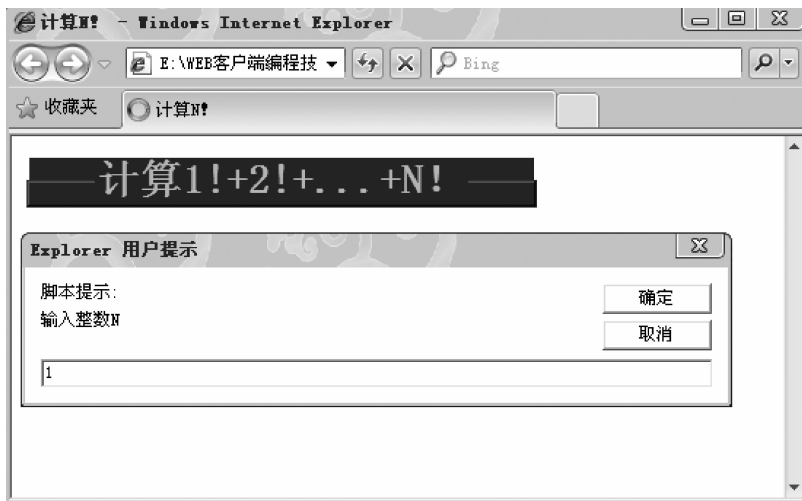 计算N! - Windows Internet Explorer
E:\WEB客户端编程技
Bing
收藏夹
计算N!
计算1!+2!+...+N!
Explorer 用户提示
脚本提示:
确定
输入整数N
取消
1